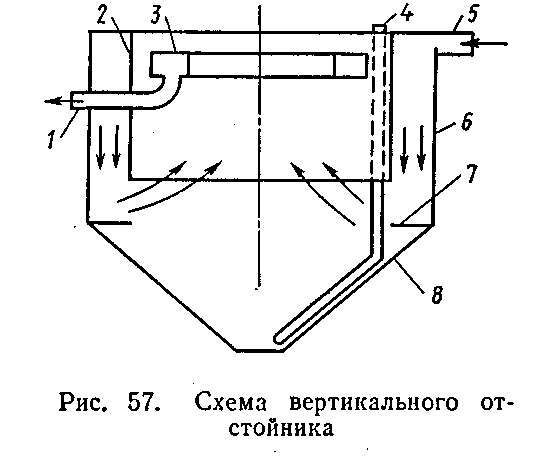 2 3 4 5
1 6
7
8
Рис. 57. Схема вертикального от-
стойника